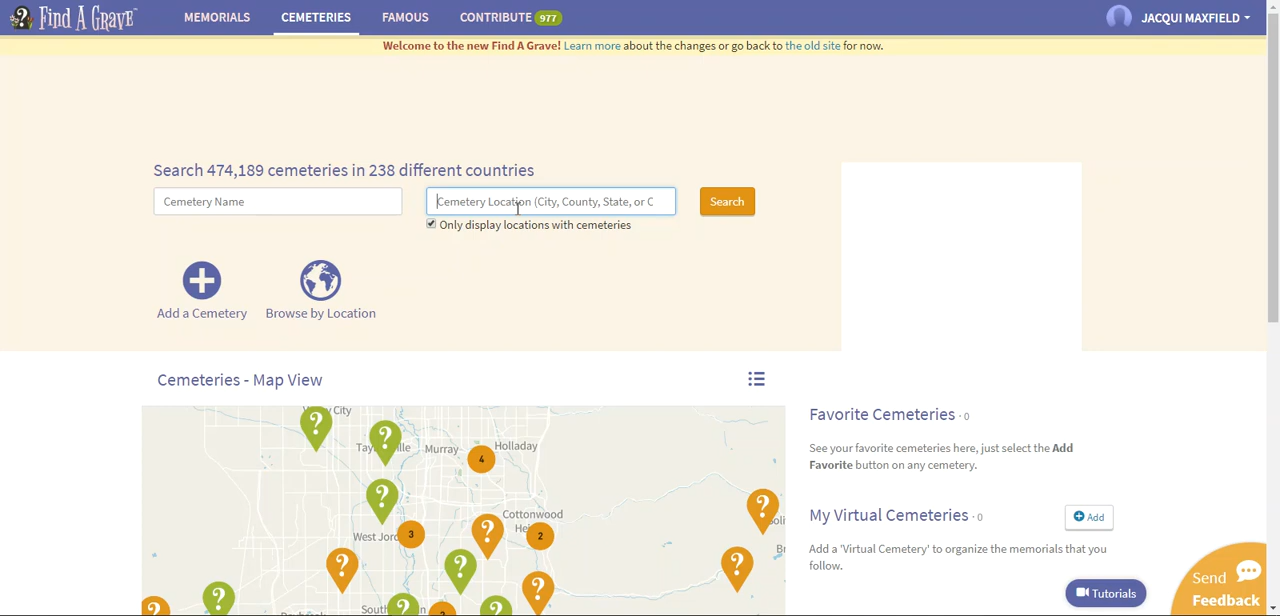 Find A Grave
MEMORIALS
CEMETERIES
FAMOUS
CONTRIBUTE 977
JACQUI MAXFIELD
Welcome to the new Find A Grave! Learn more about the changes or go back to the old site for now.
Search 474,189 cemeteries in 238 different countries
Cemetery Name
Cemetery Location (City, County, State, or C
Search
Only display locations with cemeteries
Add a Cemetery
Browse by Location
Cemeteries - Map View
City
Murray
Holladay
4
Cottonwood
West Jor
3
2
Favorite Cemeteries · 0
See your favorite cemeteries here, just select the Add
Favorite button on any cemetery.
My Virtual Cemeteries · 0
Add
Add a 'Virtual Cemetery' to organize the memorials that you
follow.
Tutorials
Send
Feedback